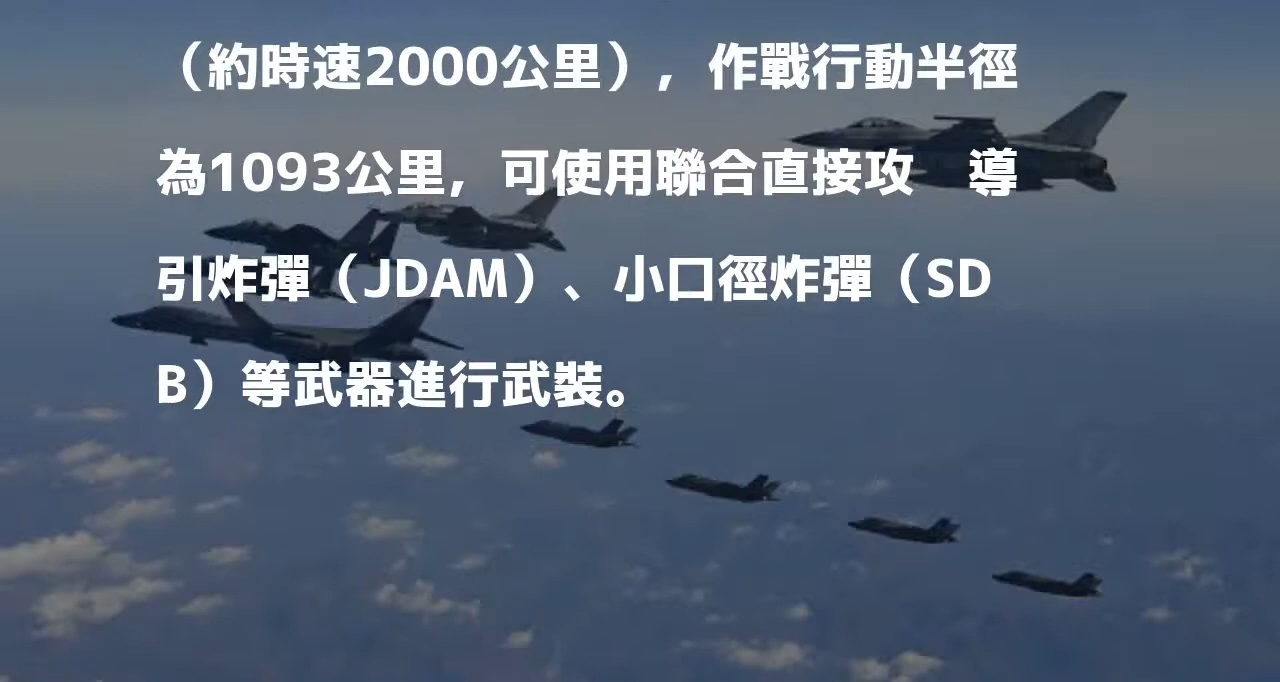 （約時速2000公里），作戰行動半徑
為1093公里，可使用聯合直接攻　導
引炸彈（JDAM）、小口徑炸彈（SD
B）等武器進行武裝。